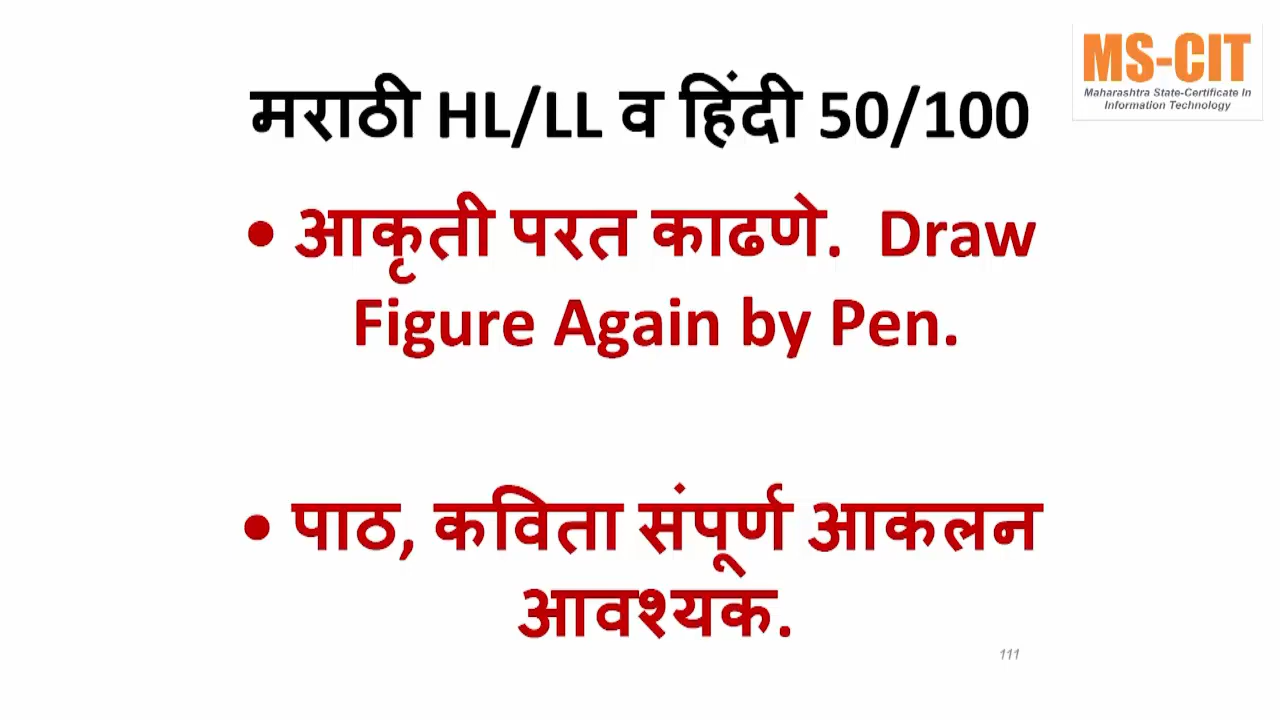 MS-CIT
Maharashtra State-Certificate In
Information Technology
मराठी HL/LL व हिंदी 50/100
• आकृती परत काढणे. Draw
Figure Again by Pen.
• पाठ, कविता संपूर्ण आकलन
आवश्यक.
111